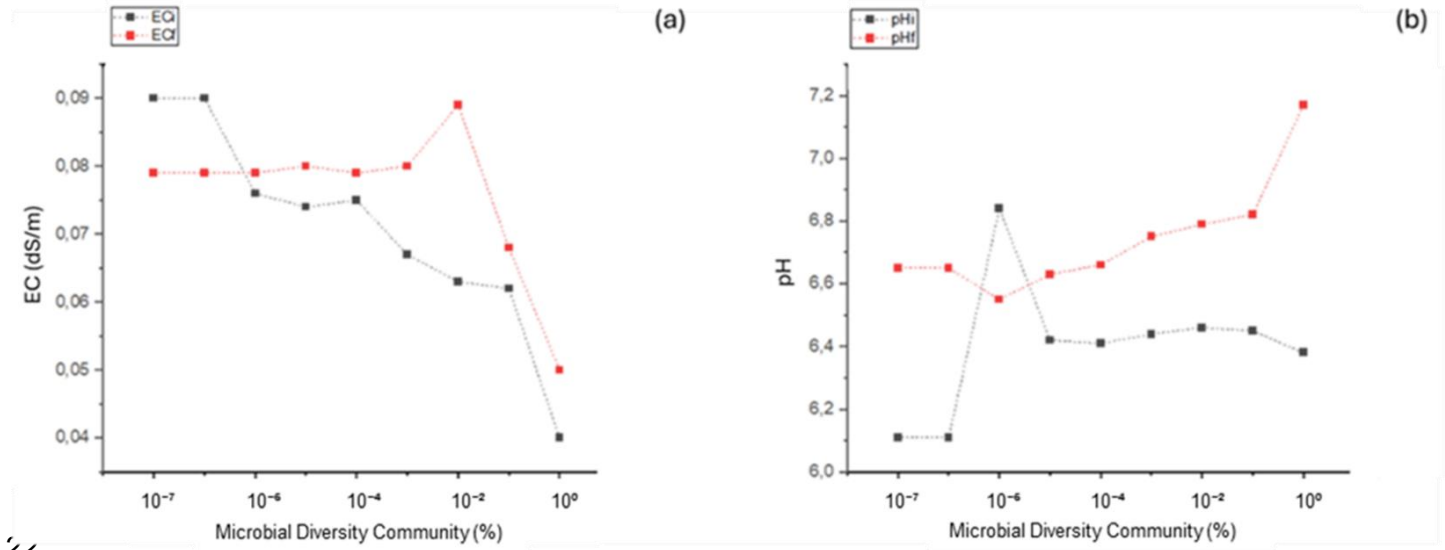 ECi
ECf
(a)
0,09
0,08
0,07
0,06
0,05
0,04
EC (dS/m)
10⁻⁷
10⁻⁶
10⁻⁴
10⁻²
10⁰
Microbial Diversity Community (%)
pHi
pHf
(b)
7,2
7,0
6,8
6,6
6,4
6,2
6,0
pH
10⁻⁷
10⁻⁶
10⁻⁴
10⁻²
10⁰
Microbial Diversity Community (%)